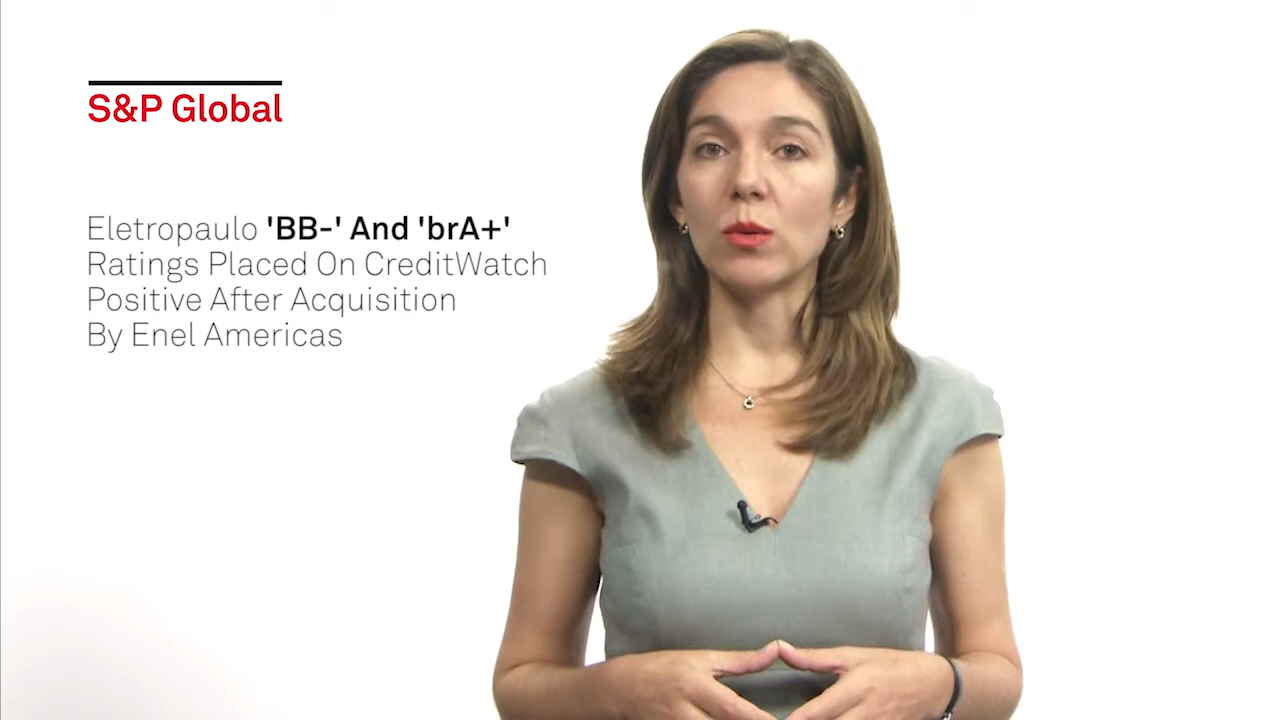 S&P Global
Eletropaulo 'BB-' And 'brA+'
Ratings Placed On CreditWatch
Positive After Acquisition
By Enel Americas